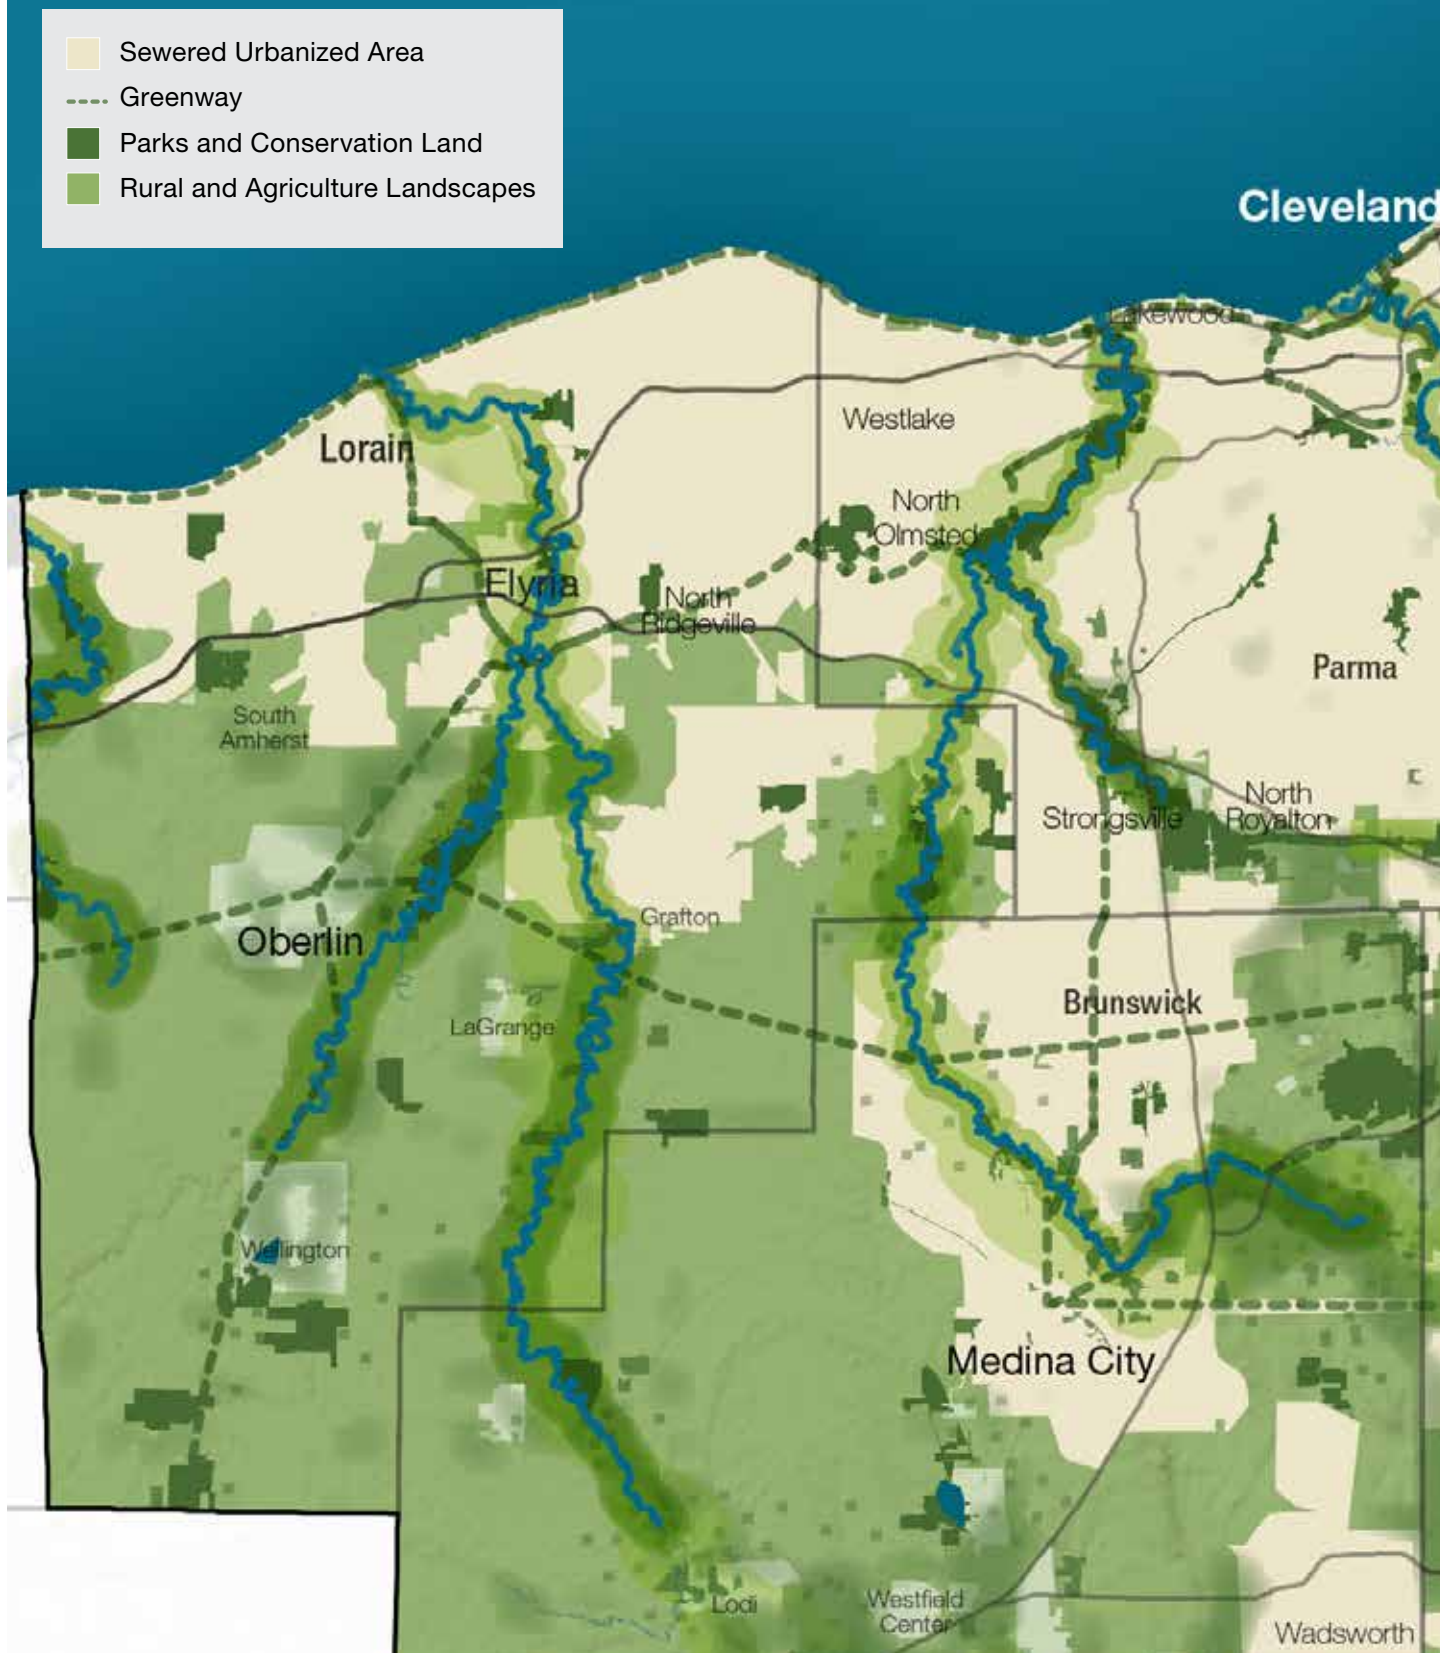 Sewered Urbanized Area
Greenway
Parks and Conservation Land
Rural and Agriculture Landscapes
Cleveland
Lakewood
Westlake
Lorain
North
Olmsted
Elyria
North
Ridgeville
Parma
South
Amherst
North
Royalton
Strongsville
Grafton
Oberlin
Brunswick
LaGrange
Wellington
Medina City
Lodi
Westfield
Center
Wadsworth